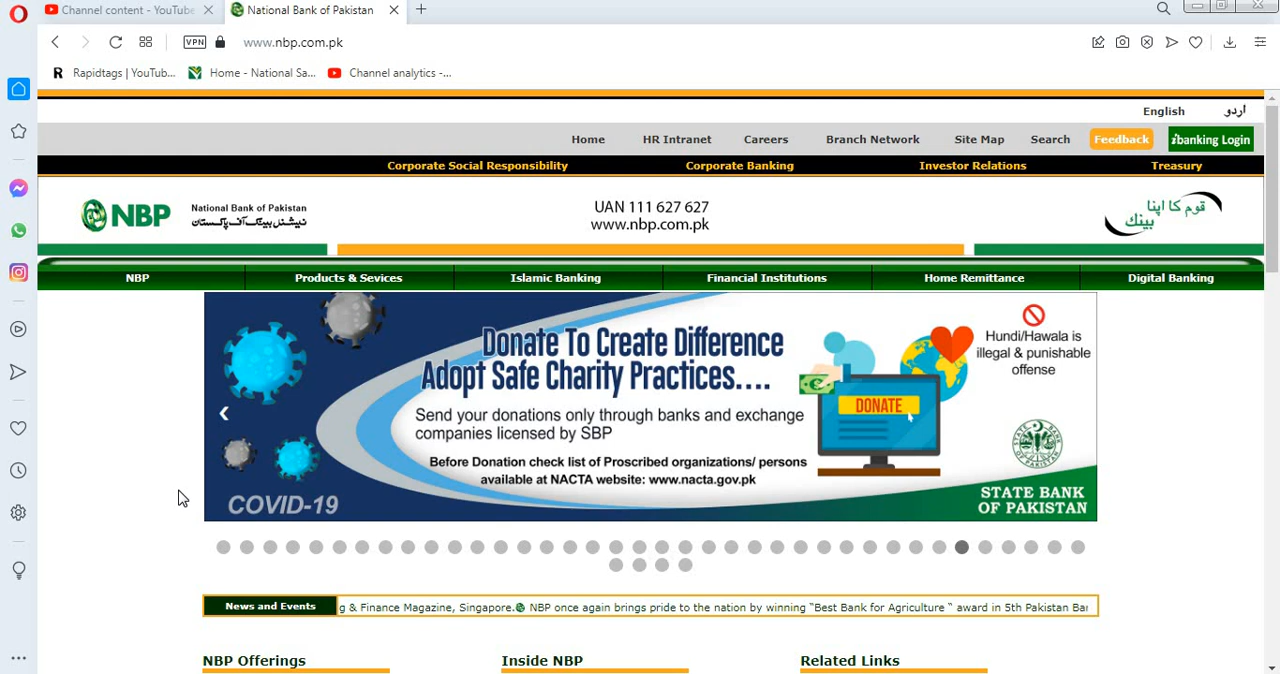 Channel content - YouTube
National Bank of Pakistan
VPN
www.nbp.com.pk
R Rapidtags | YouTub...
Home - National Sa...
Channel analytics -...
English
اردو
Home
HR Intranet
Careers
Branch Network
Site Map
Search
Feedback
iBanking Login
Corporate Social Responsibility
Corporate Banking
Investor Relations
Treasury
NBP
National Bank of Pakistan
نیشنل بینک آف پاکستان
UAN 111 627 627
www.nbp.com.pk
قوم کا اپنا
بینك
NBP
Products & Sevices
Islamic Banking
Financial Institutions
Home Remittance
Digital Banking
Donate To Create Difference
Adopt Safe Charity Practices....
Send your donations only through banks and exchange
companies licensed by SBP
Before Donation check list of Proscribed organizations/ persons
available at NACTA website: www.nacta.gov.pk
COVID-19
DONATE
Hundi/Hawala is
illegal & punishable
offense
STATE BANK
OF PAKISTAN
News and Events
g & Finance Magazine, Singapore. NBP once again brings pride to the nation by winning "Best Bank for Agriculture " award in 5th Pakistan Ba
NBP Offerings
Inside NBP
Related Links